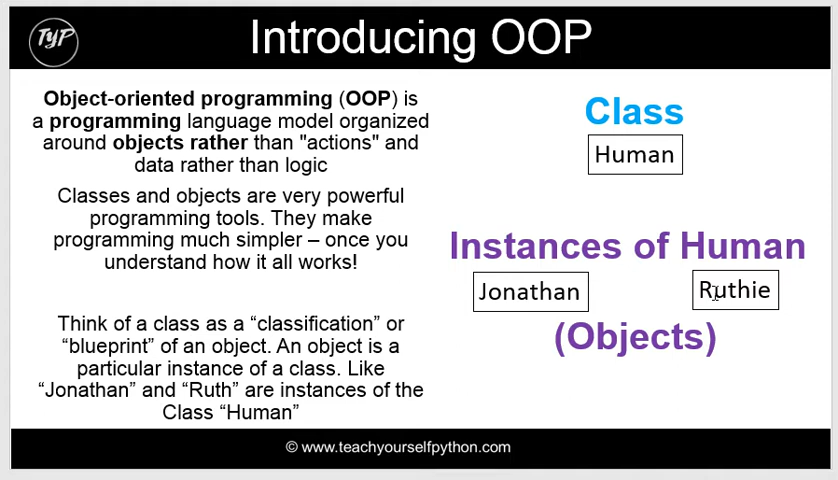 TyP
Introducing OOP
Object-oriented programming (OOP) is
a programming language model organized
around objects rather than "actions" and
data rather than logic
Classes and objects are very powerful
programming tools. They make
programming much simpler – once you
understand how it all works!
Think of a class as a “classification” or
“blueprint” of an object. An object is a
particular instance of a class. Like
“Jonathan” and “Ruth” are instances of the
Class “Human”
Class
Human
Instances of Human
Jonathan
Ruthie
(Objects)
© www.teachyourselfpython.com